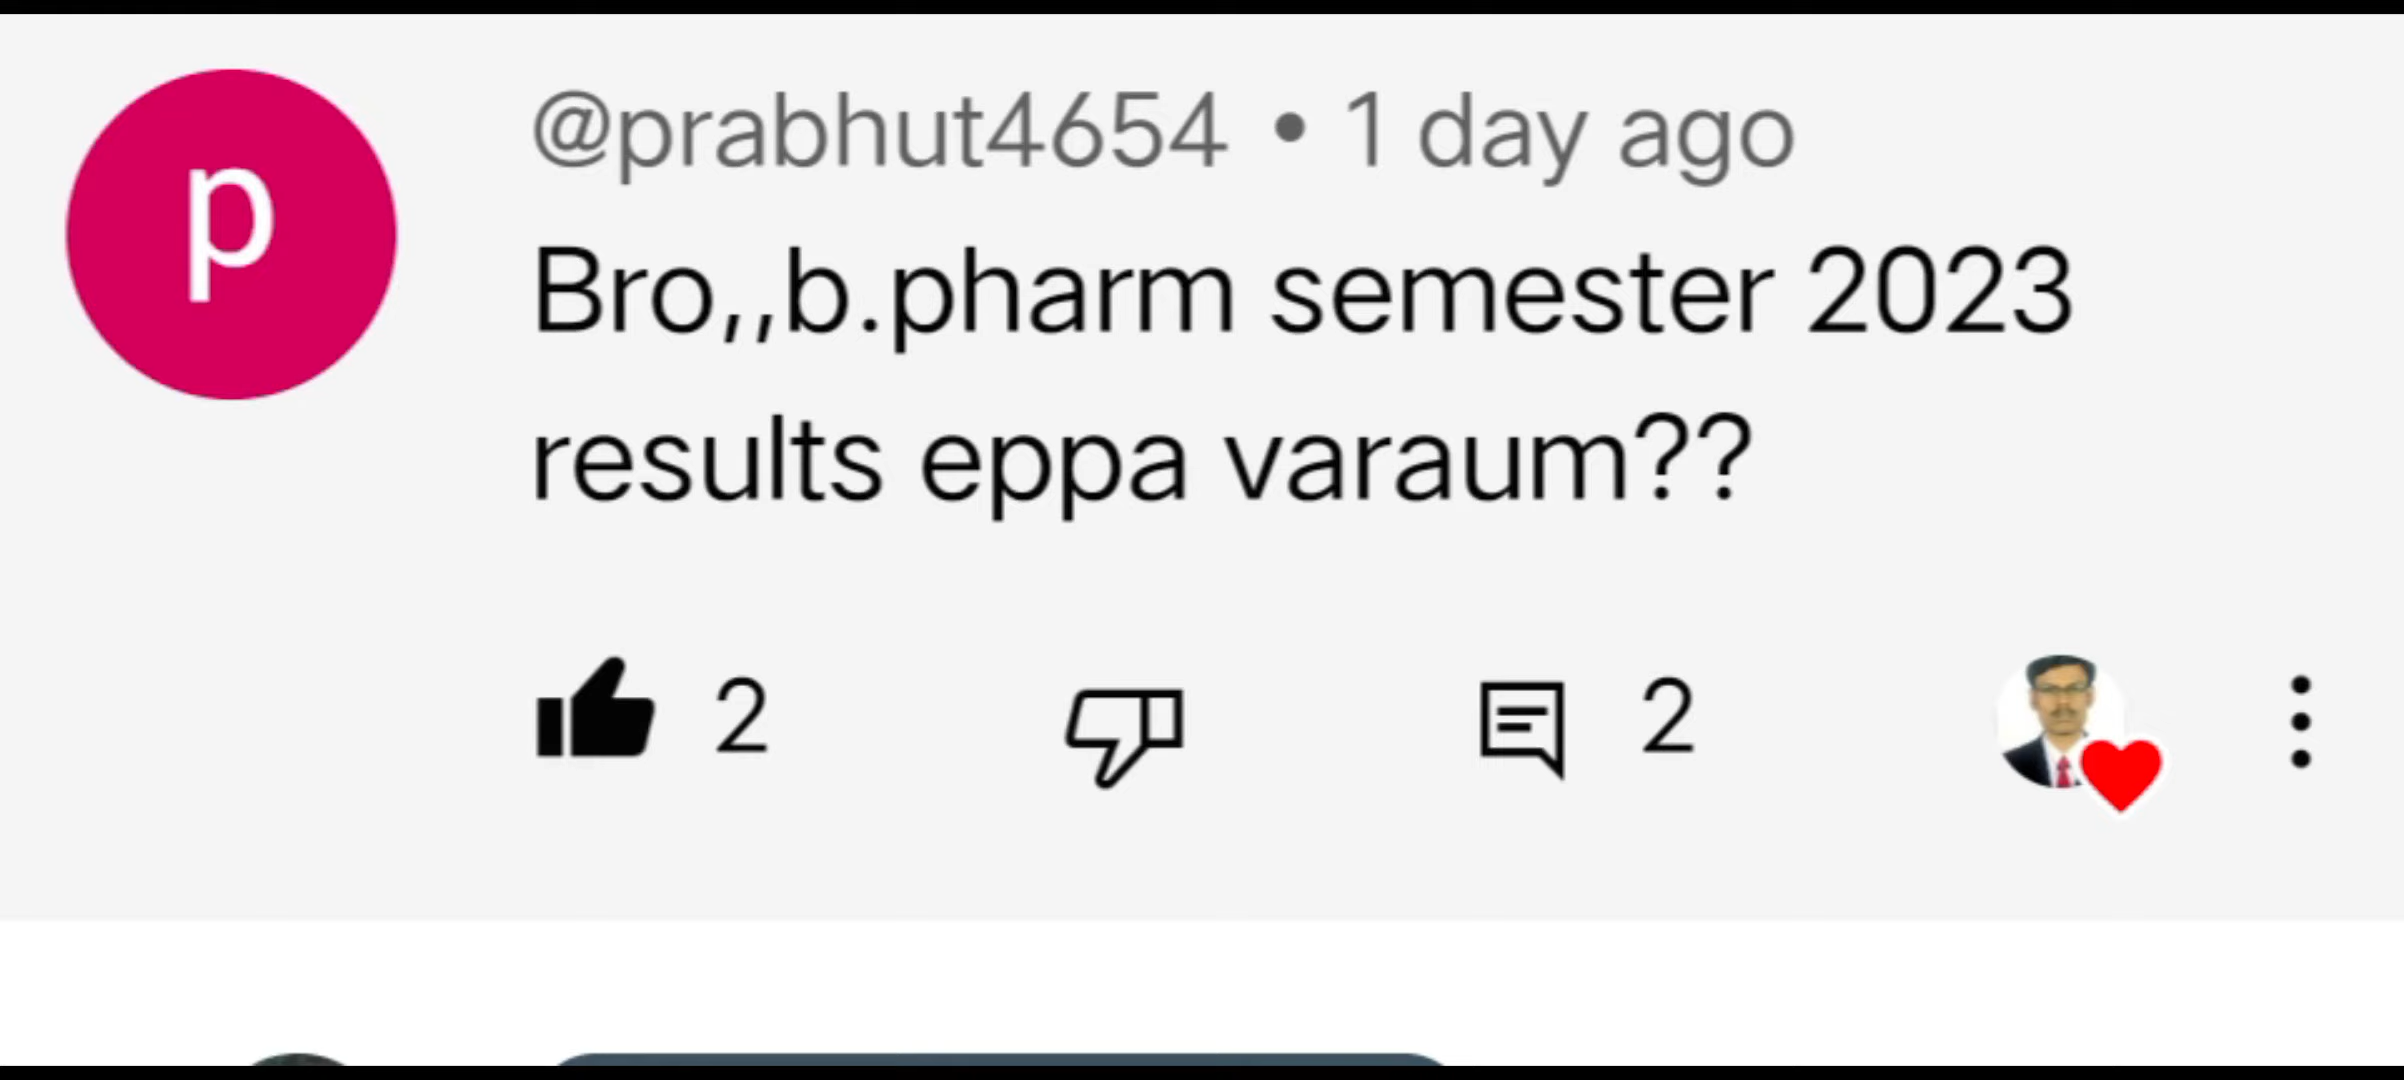 p
@prabhut4654 • 1 day ago
Bro,,b.pharm semester 2023
results eppa varaum??
2 2